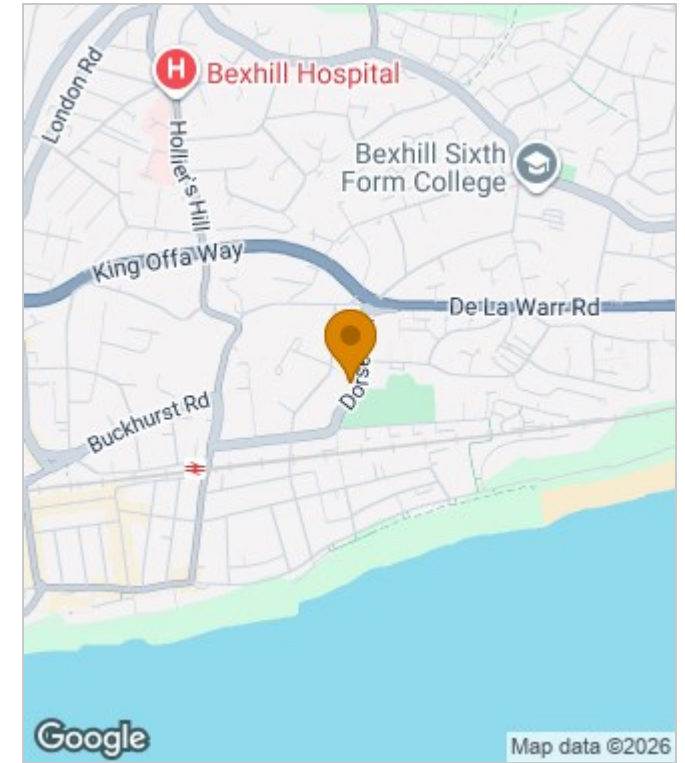 London Rd
H
Bexhill Hospital
Hollier's Hill
Bexhill Sixth
Form College
King Offa Way
De La Warr Rd
Dorse
Buckhurst Rd
Google
Map data ©2026